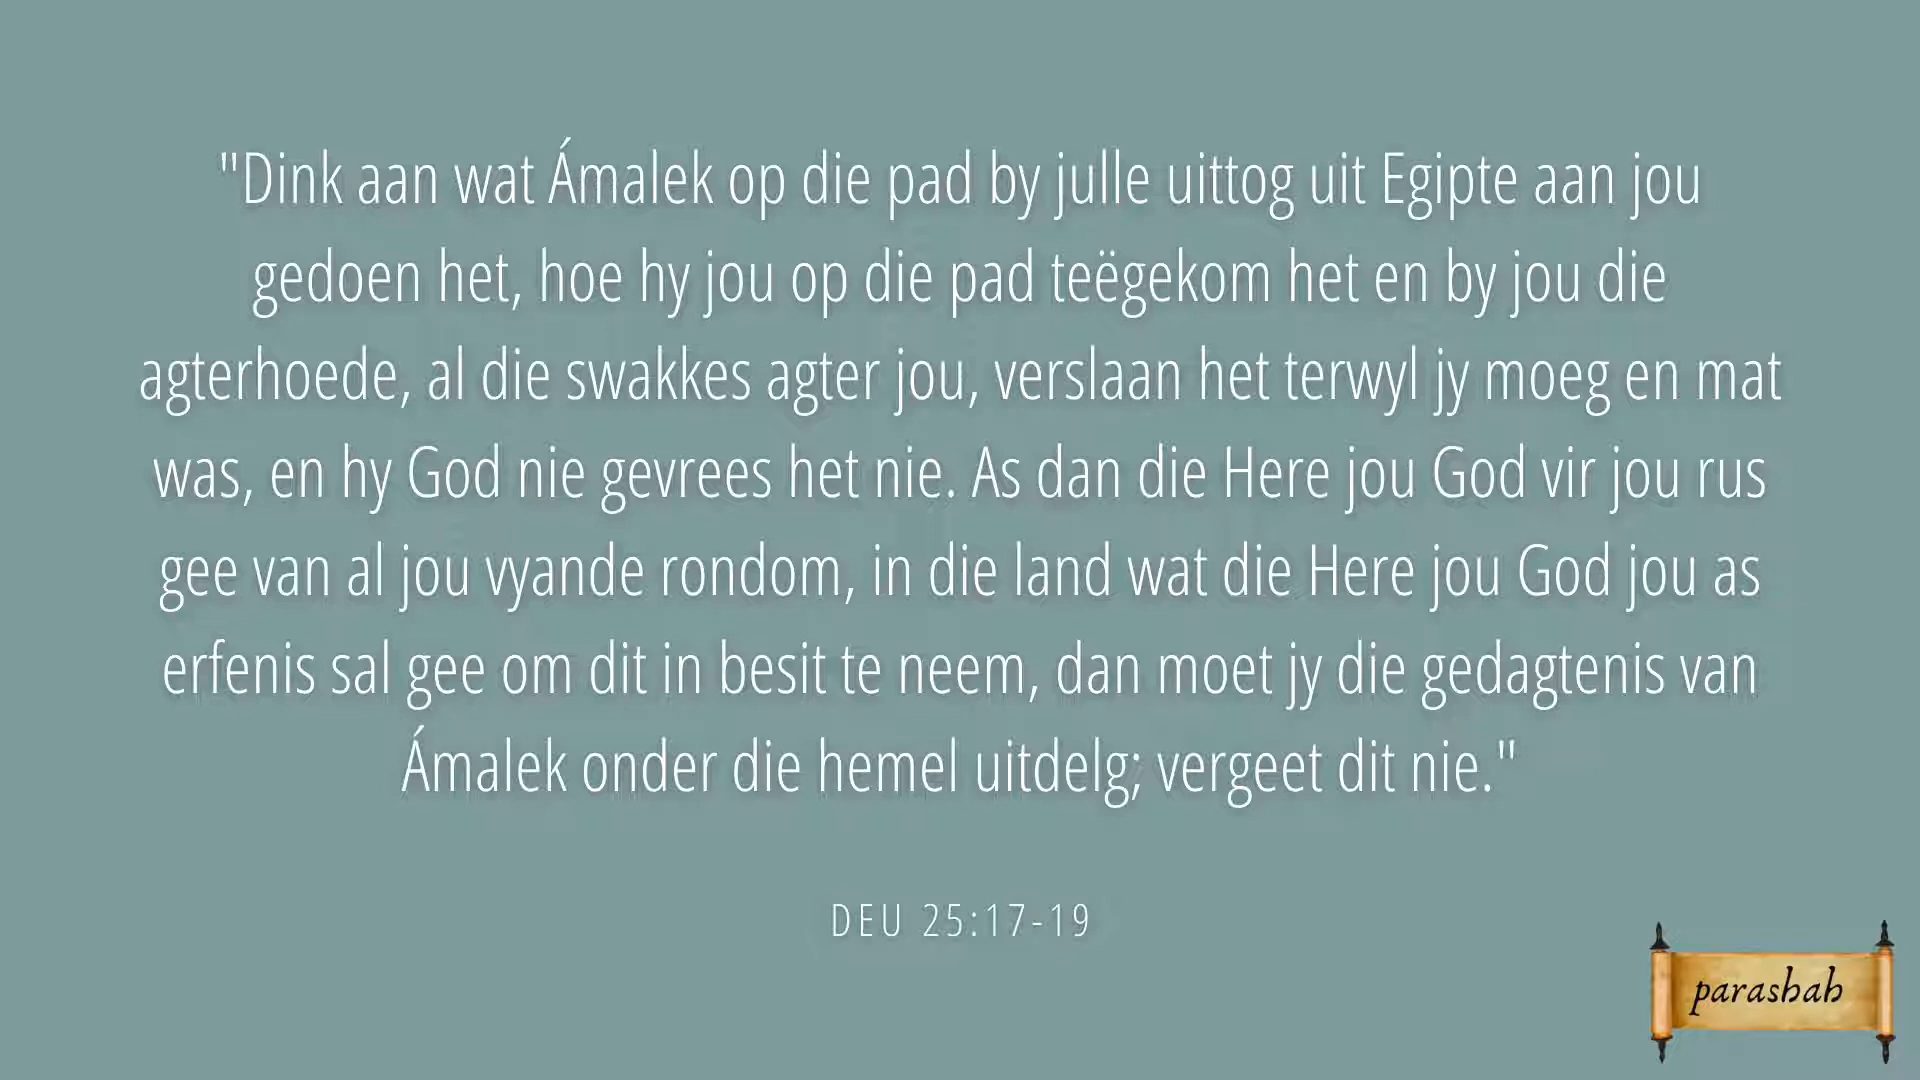 "Dink aan wat Ámalek op die pad by julle uittog uit Egipte aan jou
gedoen het, hoe hy jou op die pad teëgekom het en by jou die
agterhoede, al die swakkes agter jou, verslaan het terwyl jy moeg en mat
was, en hy God nie gevrees het nie. As dan die Here jou God vir jou rus
gee van al jou vyande rondom, in die land wat die Here jou God jou as
erfenis sal gee om dit in besit te neem, dan moet jy die gedagtenis van
Ámalek onder die hemel uitdelg; vergeet dit nie."
DEU 25:17-19
parashah